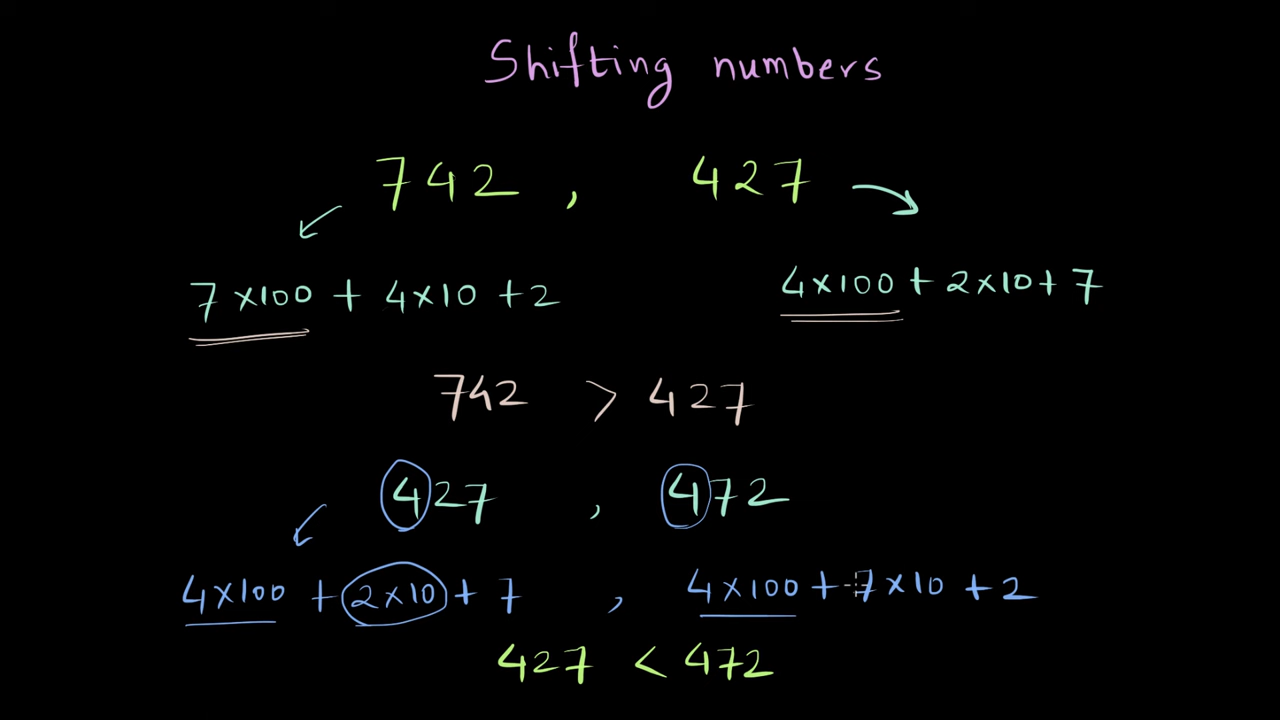 Shifting numbers
742 , 427
7×100 + 4×10 +2 4×100 + 2×10+ 7
742 > 427
427 , 472
4×100 + 2×10 + 7 , 4×100 + 7×10 + 2
427 < 472